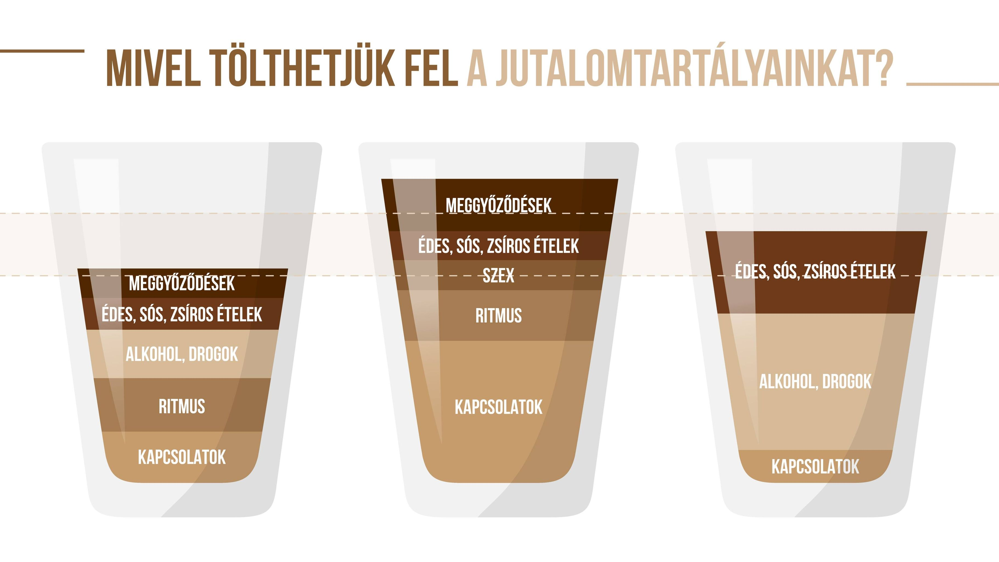 MIVEL TÖLTHETJÜK FEL A JUTALOMTARTÁLYAINKAT?
MEGGYŐZŐDÉSEK
ÉDES, SÓS, ZSÍROS ÉTELEK
ALKOHOL, DROGOK
RITMUS
KAPCSOLATOK
MEGGYŐZŐDÉSEK
ÉDES, SÓS, ZSÍROS ÉTELEK
SZEX
RITMUS
KAPCSOLATOK
ÉDES, SÓS, ZSÍROS ÉTELEK
ALKOHOL, DROGOK
KAPCSOLATOK